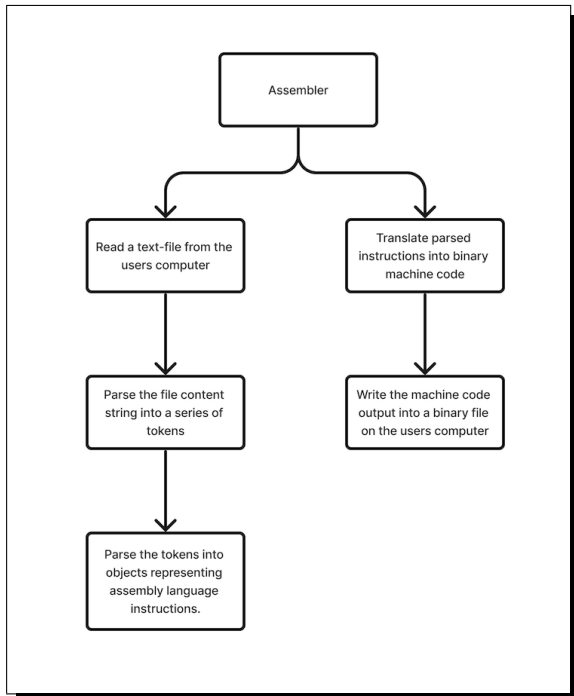 Assembler
Read a text-file from the
users computer
Translate parsed
instructions into binary
machine code
Parse the file content
string into a series of
tokens
Write the machine code
output into a binary file
on the users computer
Parse the tokens into
objects representing
assembly language
instructions.